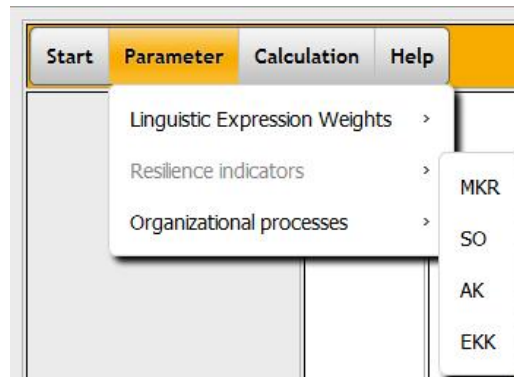 Start Parameter Calculation Help
Linguistic Expression Weights >
Resilience indicators >
Organizational processes >
MKR
SO
AK
EKK